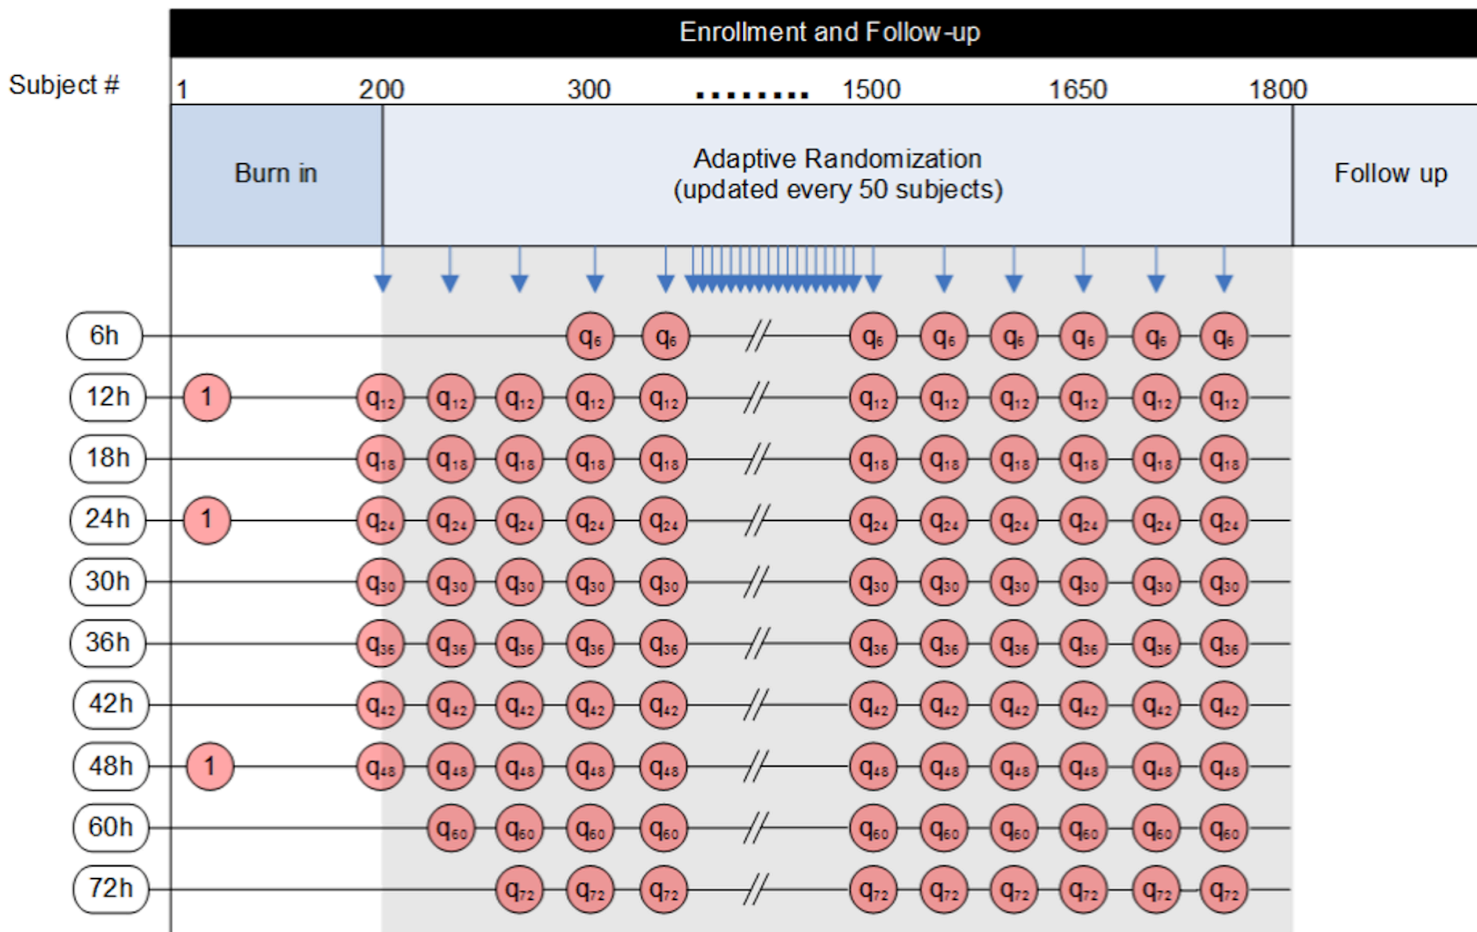 Enrollment and Follow-up
Subject # 1 200 300 ........ 1500 1650 1800
Burn in
Adaptive Randomization
(updated every 50 subjects)
Follow up
6h q6 q6 // q6 q6 q6 q6 q6 q6
12h 1 q12 q12 q12 q12 q12 // q12 q12 q12 q12 q12 q12
18h q18 q18 q18 q18 q18 // q18 q18 q18 q18 q18 q18
24h 1 q24 q24 q24 q24 q24 // q24 q24 q24 q24 q24 q24
30h q30 q30 q30 q30 q30 // q30 q30 q30 q30 q30 q30
36h q36 q36 q36 q36 q36 // q36 q36 q36 q36 q36 q36
42h q42 q42 q42 q42 q42 // q42 q42 q42 q42 q42 q42
48h 1 q48 q48 q48 q48 q48 // q48 q48 q48 q48 q48 q48
60h q60 q60 q60 q60 // q60 q60 q60 q60 q60 q60
72h q72 q72 q72 // q72 q72 q72 q72 q72 q72